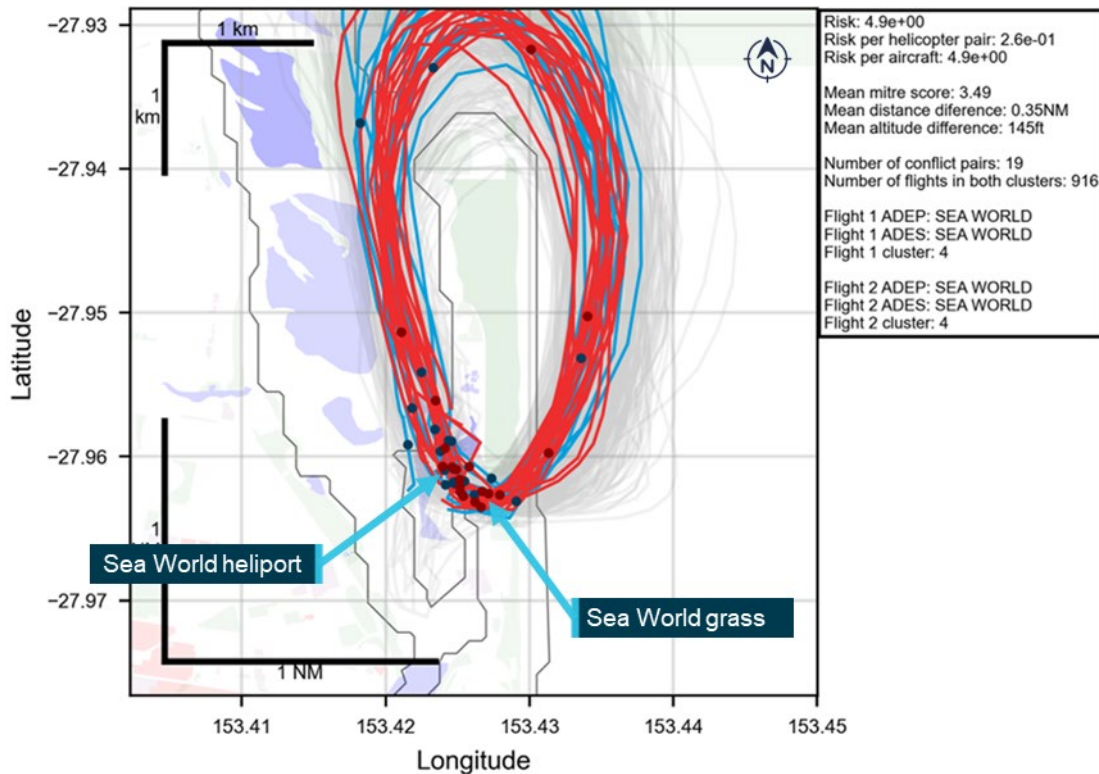 1 km
1
km
N
−27.93
−27.94
−27.95
−27.96
−27.97
Latitude
Sea World heliport
Sea World grass
1
1 NM
153.41
153.42
153.43
153.44
153.45
Longitude
Risk: 4.9e+00
Risk per helicopter pair: 2.6e-01
Risk per aircraft: 4.9e+00
Mean mitre score: 3.49
Mean distance diference: 0.35NM
Mean altitude difference: 145ft
Number of conflict pairs: 19
Number of flights in both clusters: 916
Flight 1 ADEP: SEA WORLD
Flight 1 ADES: SEA WORLD
Flight 1 cluster: 4
Flight 2 ADEP: SEA WORLD
Flight 2 ADES: SEA WORLD
Flight 2 cluster: 4